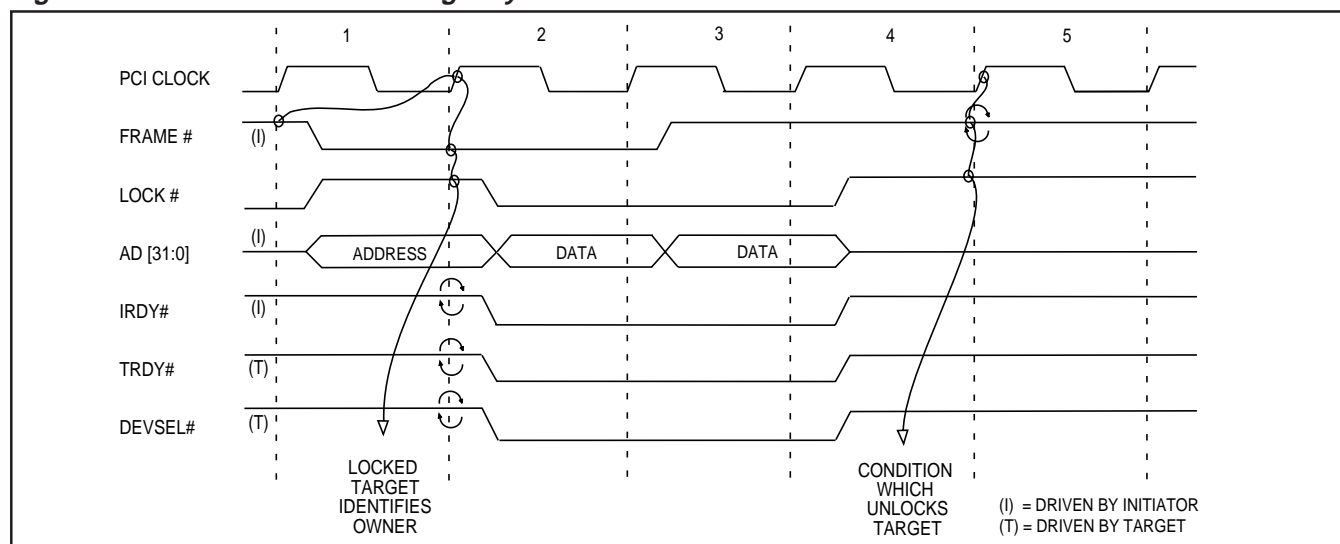 1 2 3 4 5
PCI CLOCK
FRAME # (I)
LOCK #
AD [31:0] (I) ADDRESS DATA DATA
IRDY# (I)
TRDY# (T)
DEVSEL# (T)
LOCKED
TARGET
IDENTIFIES
OWNER
CONDITION
WHICH
UNLOCKS
TARGET
(I) = DRIVEN BY INITIATOR
(T) = DRIVEN BY TARGET